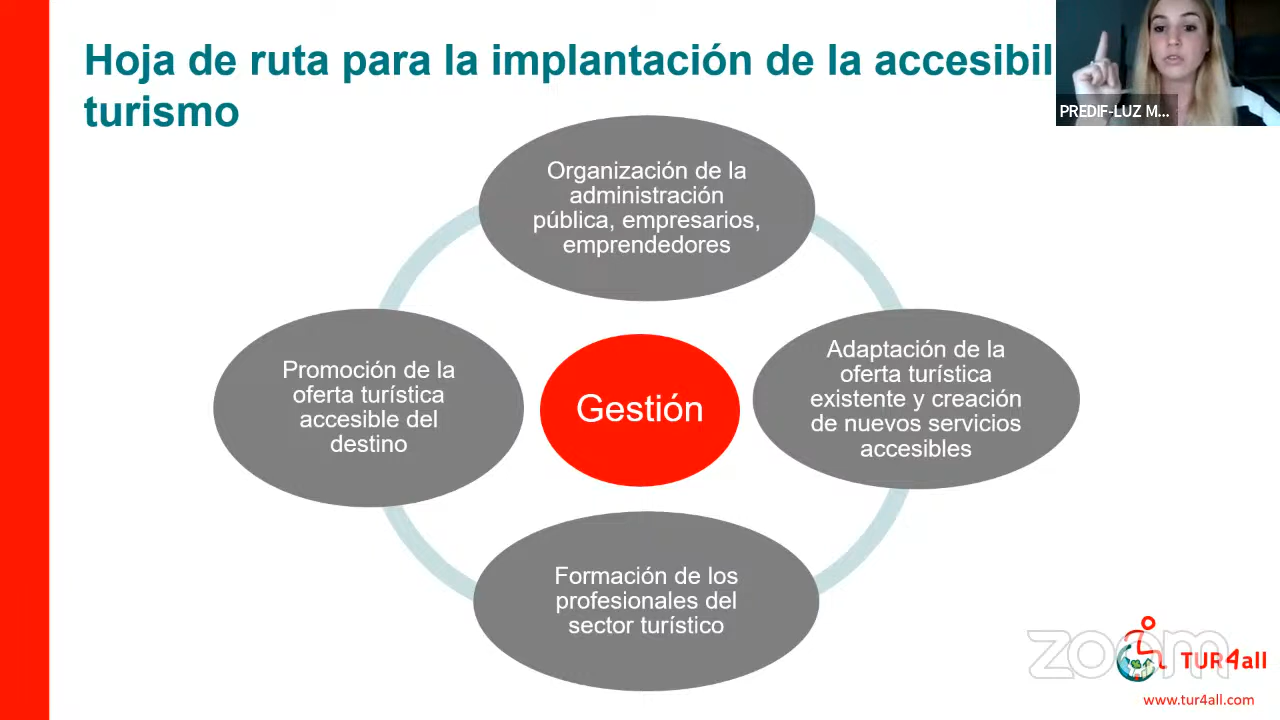 Hoja de ruta para la implantación de la accesibil
turismo
PREDIF-LUZ M...
Organización de la
administración
pública, empresarios,
emprendedores
Promoción de la
oferta turística
accesible del
destino
Gestión
Adaptación de la
oferta turística
existente y creación
de nuevos servicios
accesibles
Formación de los
profesionales del
sector turístico
zoom
TUR4all
www.tur4all.com